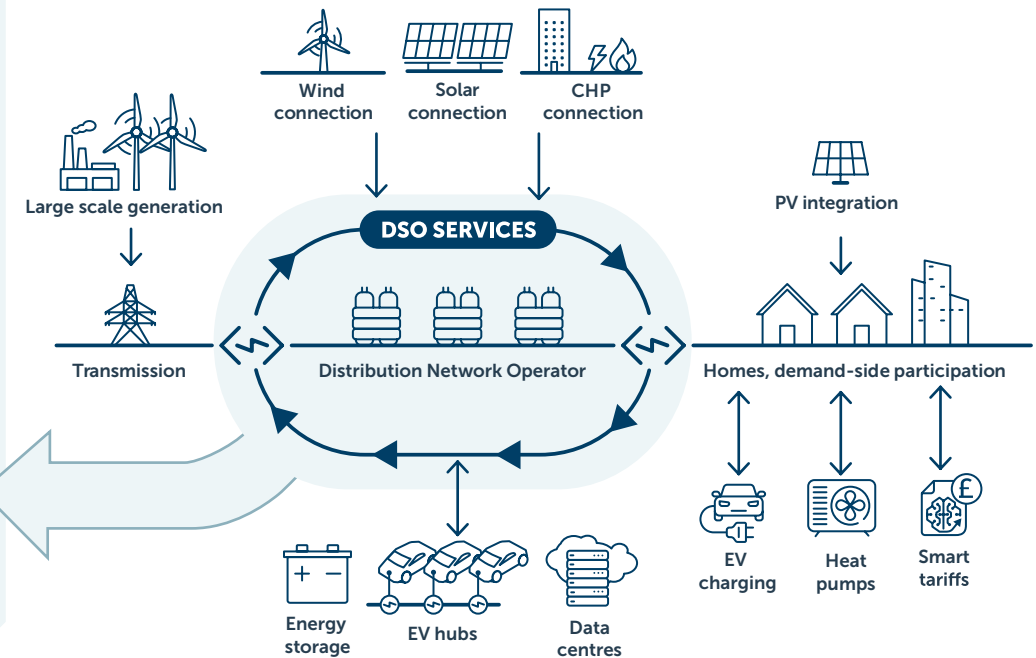 Wind
connection
Solar
connection
CHP
connection
Large scale generation
PV integration
DSO SERVICES
Transmission
Distribution Network Operator
Homes, demand-side participation
£
EV
charging
Heat
pumps
Smart
tariffs
Energy
storage
EV hubs
Data
centres